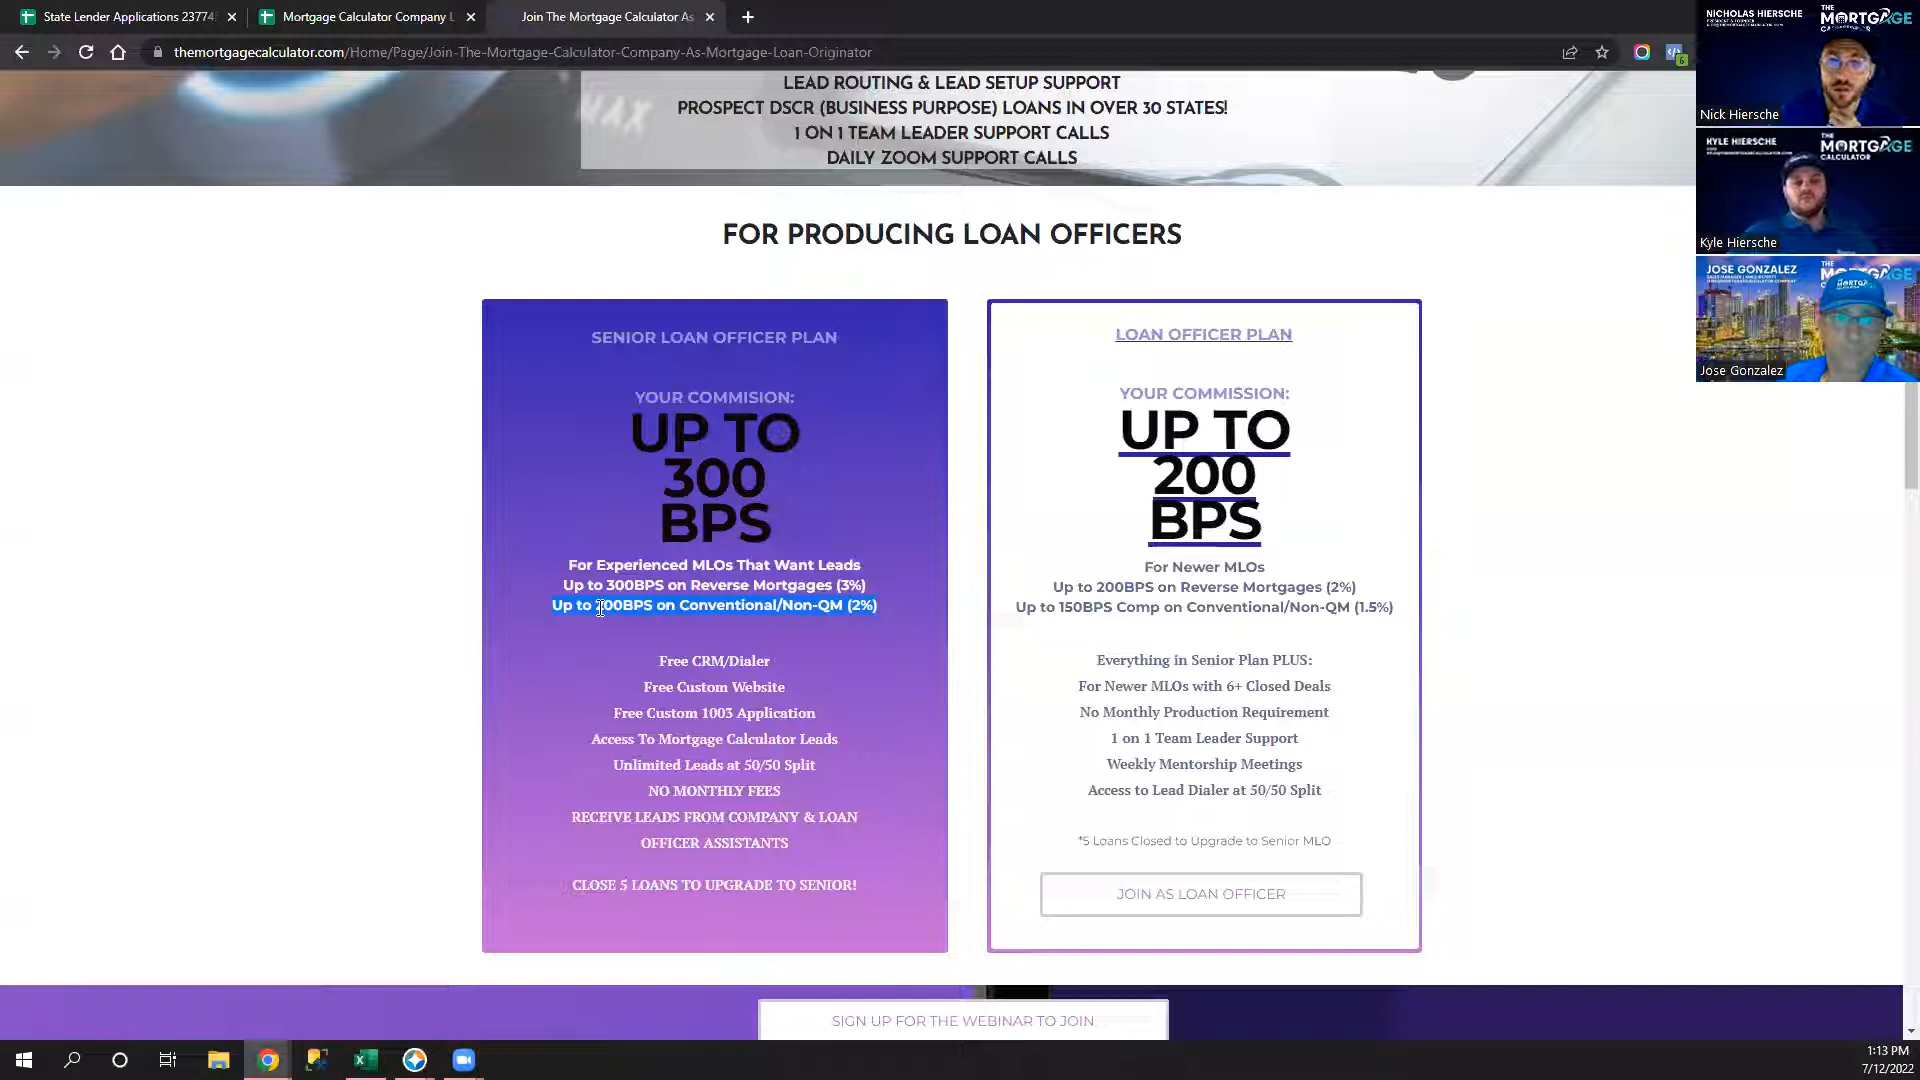 State Lender Applications 23774
Mortgage Calculator Company L
Join The Mortgage Calculator As
themortgagecalculator.com/Home/Page/Join-The-Mortgage-Calculator-Company-As-Mortgage-Loan-Originator
6
LEAD ROUTING & LEAD SETUP SUPPORT
PROSPECT DSCR (BUSINESS PURPOSE) LOANS IN OVER 30 STATES!
1 ON 1 TEAM LEADER SUPPORT CALLS
DAILY ZOOM SUPPORT CALLS
MAX
FOR PRODUCING LOAN OFFICERS
SENIOR LOAN OFFICER PLAN
YOUR COMMISION:
UP TO
300
BPS
For Experienced MLOs That Want Leads
Up to 300BPS on Reverse Mortgages (3%)
Up to 200BPS on Conventional/Non-QM (2%)
Free CRM/Dialer
Free Custom Website
Free Custom 1003 Application
Access To Mortgage Calculator Leads
Unlimited Leads at 50/50 Split
NO MONTHLY FEES
RECEIVE LEADS FROM COMPANY & LOAN
OFFICER ASSISTANTS
CLOSE 5 LOANS TO UPGRADE TO SENIOR!
LOAN OFFICER PLAN
YOUR COMMISSION:
UP TO
200
BPS
For Newer MLOs
Up to 200BPS on Reverse Mortgages (2%)
Up to 150BPS Comp on Conventional/Non-QM (1.5%)
Everything in Senior Plan PLUS:
For Newer MLOs with 6+ Closed Deals
No Monthly Production Requirement
1 on 1 Team Leader Support
Weekly Mentorship Meetings
Access to Lead Dialer at 50/50 Split
*5 Loans Closed to Upgrade to Senior MLO
JOIN AS LOAN OFFICER
SIGN UP FOR THE WEBINAR TO JOIN
NICHOLAS HIERSCHE
THE
MORTGAGE
Nick Hiersche
KYLE HIERSCHE
THE
MORTGAGE
CALCULATOR
Kyle Hiersche
JOSE GONZALEZ
THE
Jose Gonzalez
1:13 PM
7/12/2022